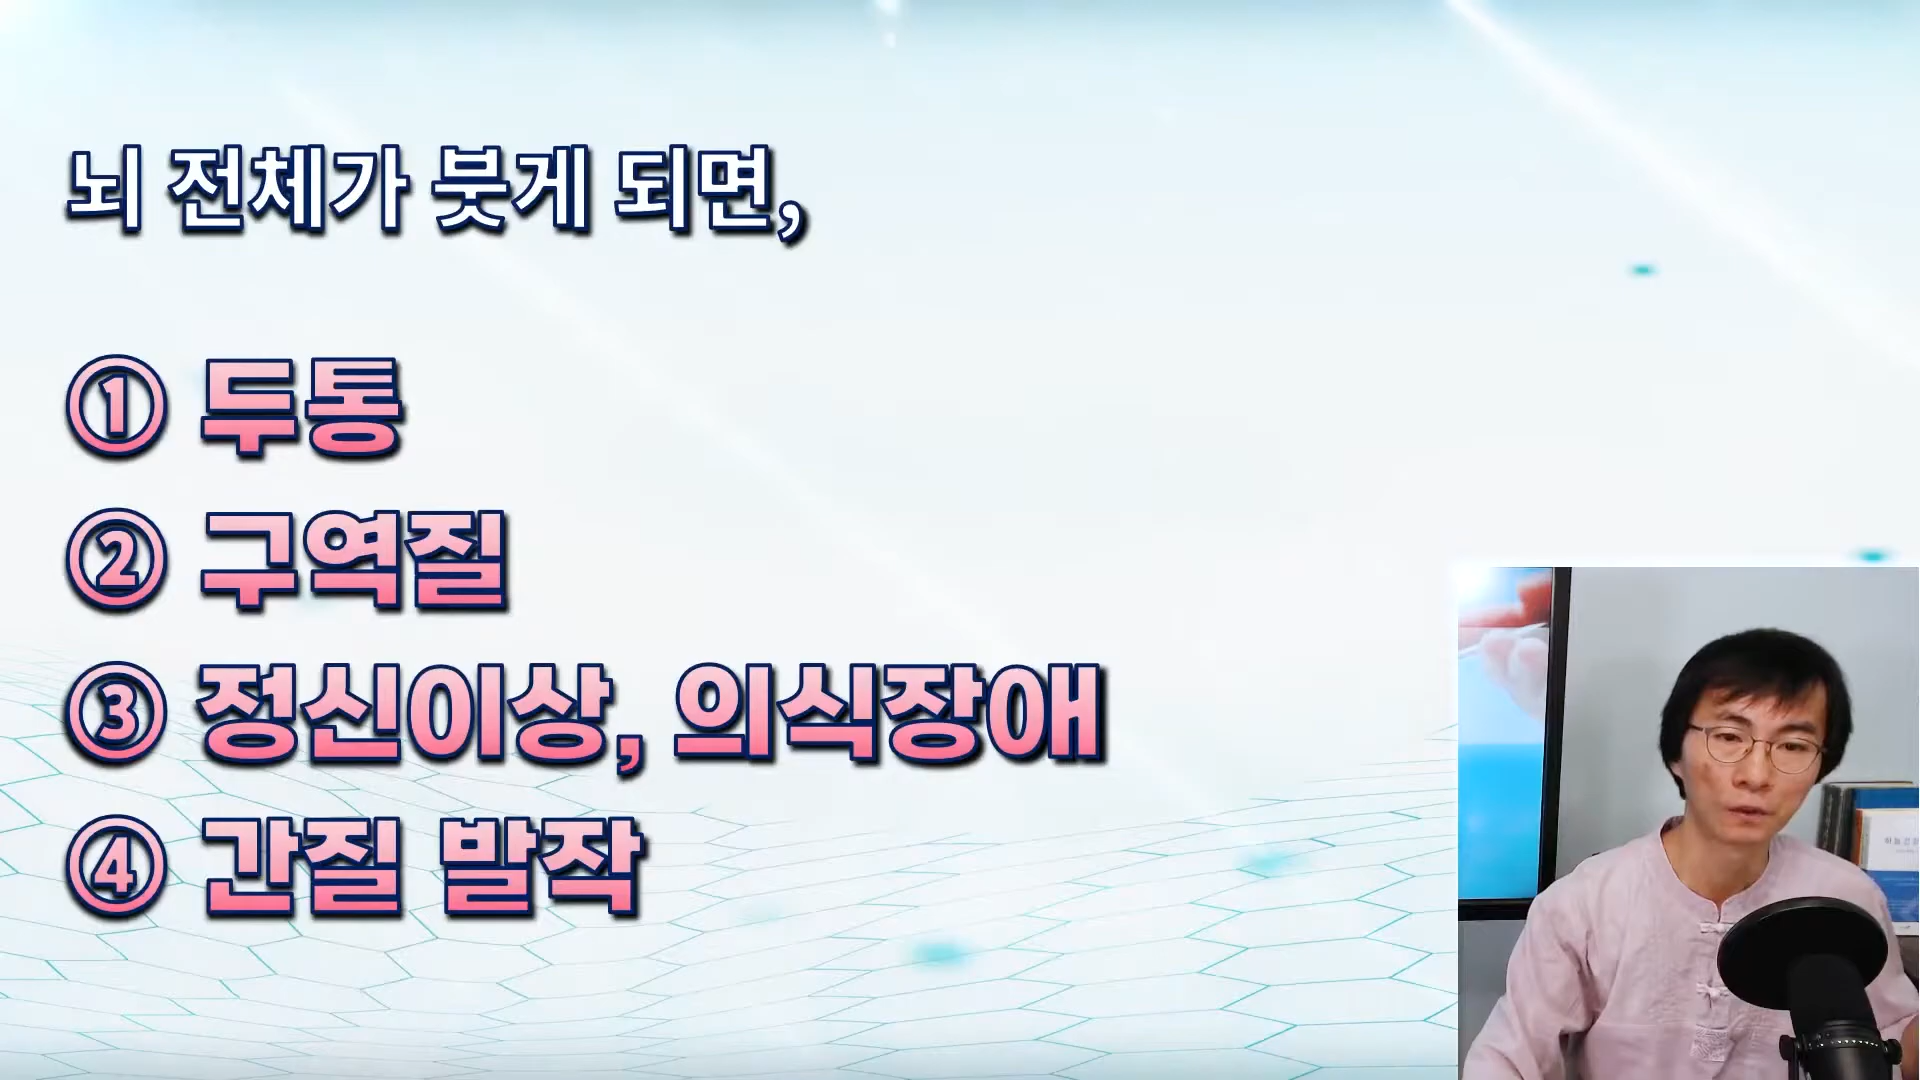 뇌 전체가 붓게 되면,
① 두통
② 구역질
③ 정신이상, 의식장애
④ 간질 발작